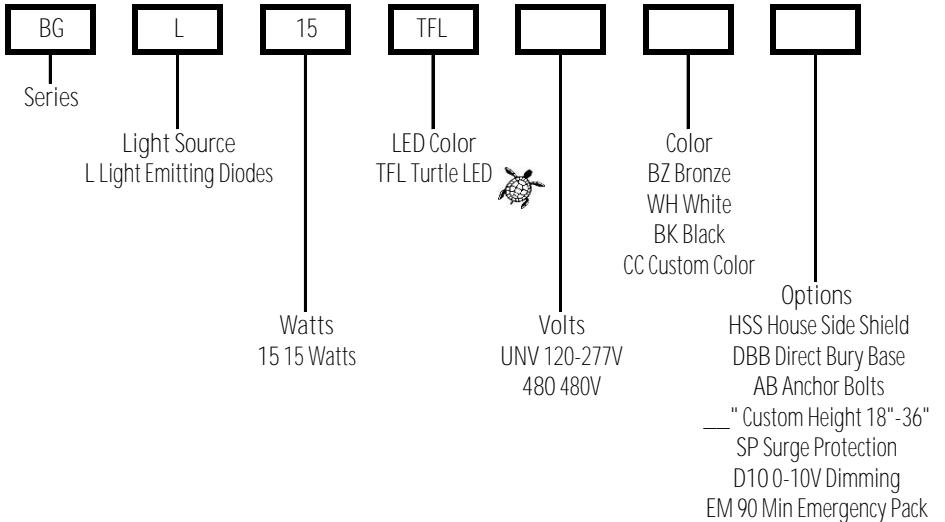 BG L 15 TFL
Series
Light Source
L Light Emitting Diodes
LED Color
TFL Turtle LED
Color
BZ Bronze
WH White
BK Black
CC Custom Color
Watts
15 15 Watts
Volts
UNV 120-277V
480 480V
Options
HSS House Side Shield
DBB Direct Bury Base
AB Anchor Bolts
__" Custom Height 18"-36"
SP Surge Protection
D10 0-10V Dimming
EM 90 Min Emergency Pack